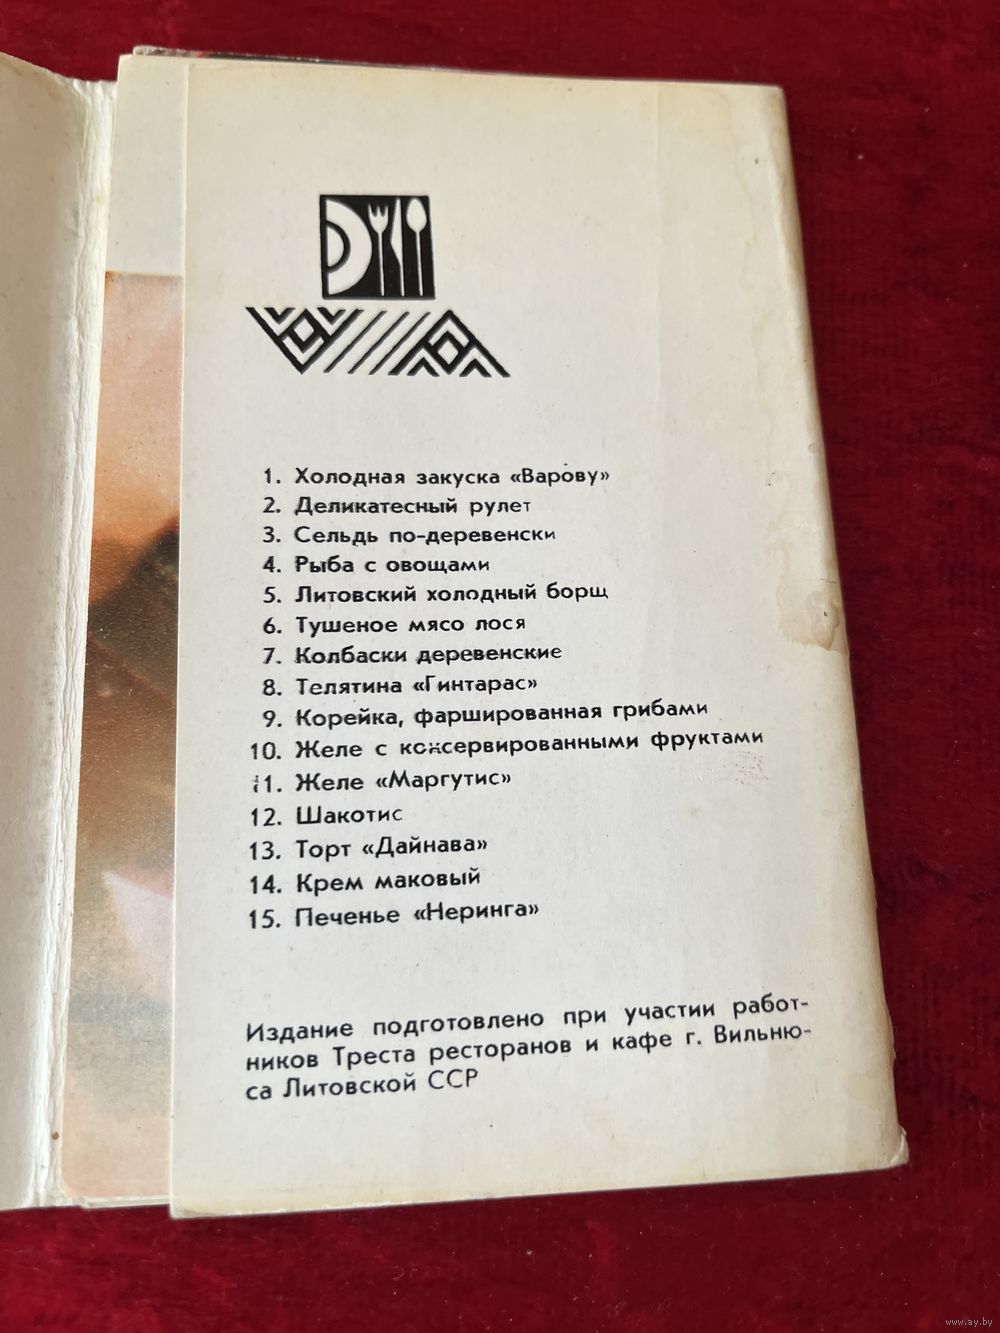 1. Холодная закуска «Варову»
2. Деликатесный рулет
3. Сельдь по-деревенски
4. Рыба с овощами
5. Литовский холодный борщ
6. Тушеное мясо лося
7. Колбаски деревенские
8. Телятина «Гинтарас»
9. Корейка, фаршированная грибами
10. Желе с консервированными фруктами
11. Желе «Маргутис»
12. Шакотис
13. Торт «Дайнава»
14. Крем маковый
15. Печенье «Неринга»
Издание подготовлено при участии работ-
ников Треста ресторанов и кафе г. Вильню-
са Литовской ССР
www.ay.by